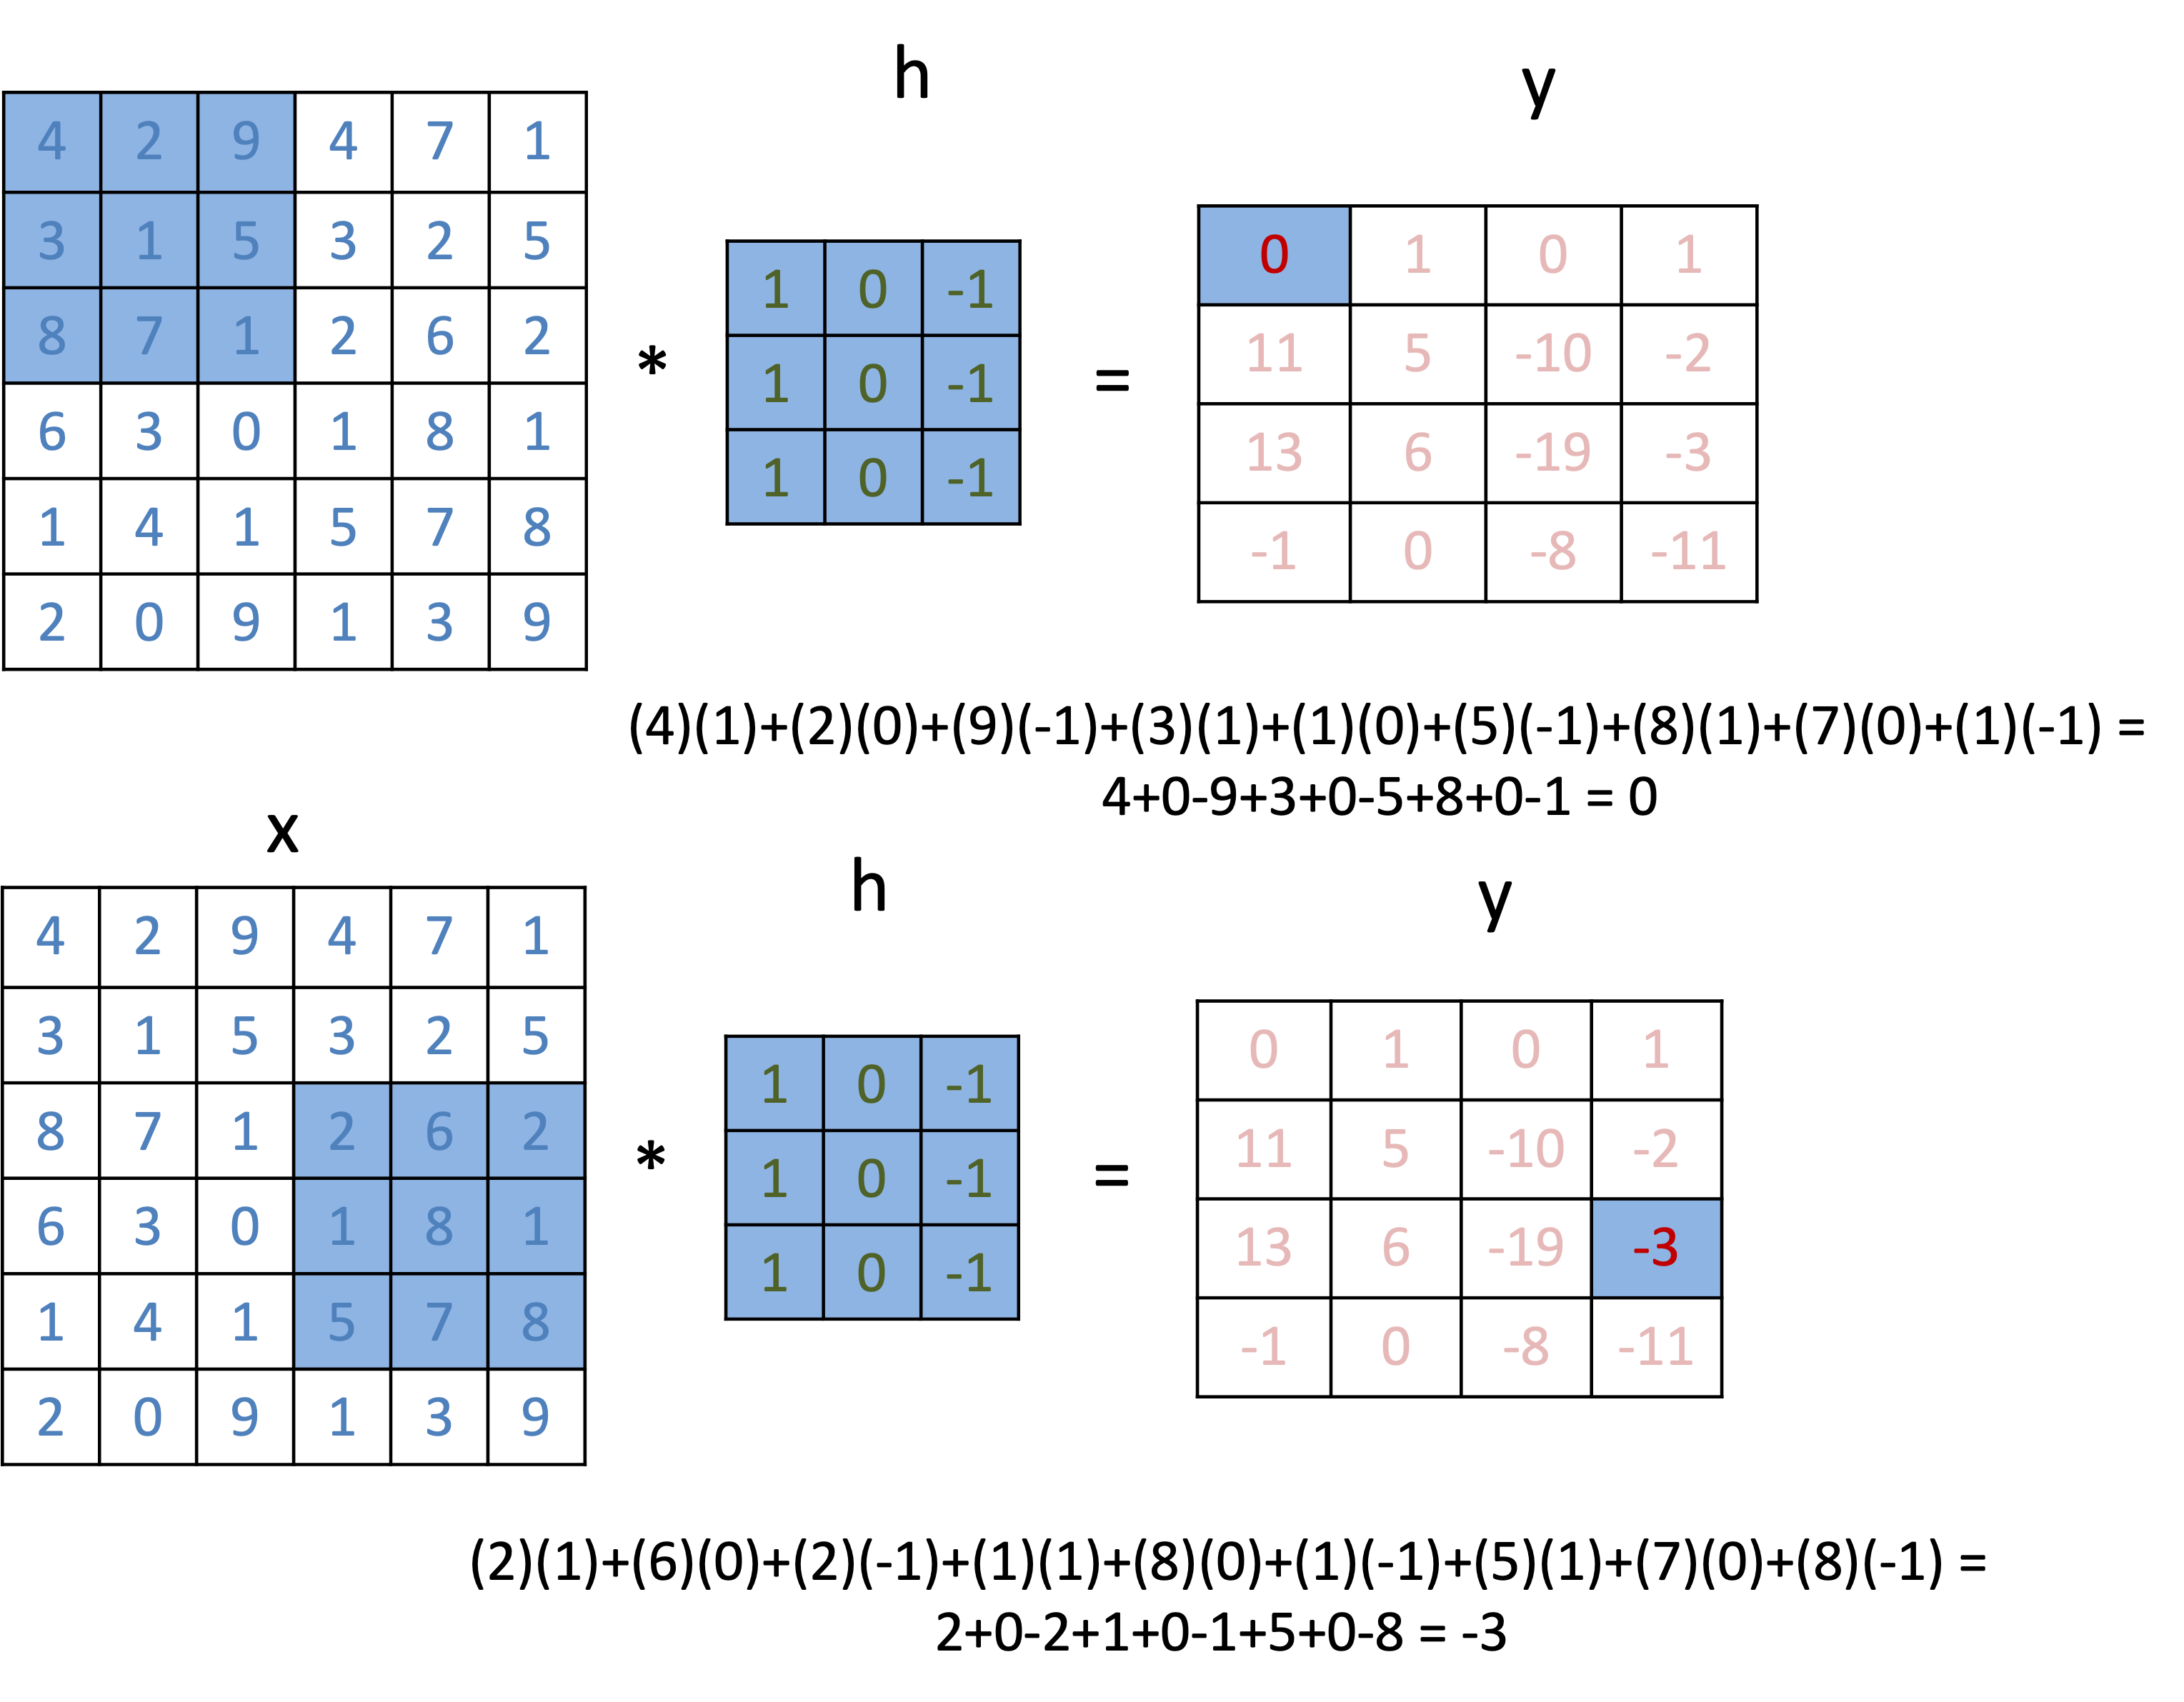 h y
4 2 9 4 7 1
3 1 5 3 2 5
8 7 1 2 6 2
6 3 0 1 8 1
1 4 1 5 7 8
2 0 9 1 3 9
*
1 0 -1
1 0 -1
1 0 -1
=
0 1 0 1
11 5 -10 -2
13 6 -19 -3
-1 0 -8 -11
(4)(1)+(2)(0)+(9)(-1)+(3)(1)+(1)(0)+(5)(-1)+(8)(1)+(7)(0)+(1)(-1) =
4+0-9+3+0-5+8+0-1 = 0
x h y
4 2 9 4 7 1
3 1 5 3 2 5
8 7 1 2 6 2
6 3 0 1 8 1
1 4 1 5 7 8
2 0 9 1 3 9
*
1 0 -1
1 0 -1
1 0 -1
=
0 1 0 1
11 5 -10 -2
13 6 -19 -3
-1 0 -8 -11
(2)(1)+(6)(0)+(2)(-1)+(1)(1)+(8)(0)+(1)(-1)+(5)(1)+(7)(0)+(8)(-1) =
2+0-2+1+0-1+5+0-8 = -3